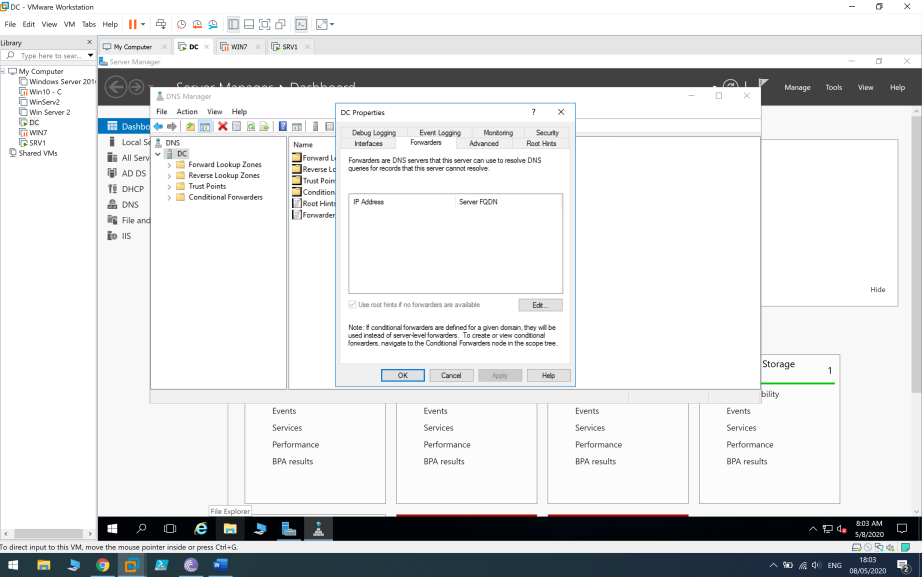 DC - VMware Workstation
File Edit View VM Tabs Help
Library
Type here to sear...
My Computer
Windows Server 201
Win10 - C
WinServ2
Win Server 2
DC
WIN7
SRV1
Shared VMs
My Computer DC WIN7 SRV1
Server Manager
Server Manager Dashboard
Manage Tools View Help
Dashbo
Local Se
All Serv
AD DS
DHCP
DNS
File and
IIS
DNS Manager
File Action View Help
DNS
DC
Forward Lookup Zones
Reverse Lookup Zones
Trust Points
Conditional Forwarders
Name
Forward L
Reverse Lo
Trust Poin
Condition
Root Hints
Forwarder
DC Properties
Debug Logging Event Logging Monitoring Security
Interfaces Forwarders Advanced Root Hints
Forwarders are DNS servers that this server can use to resolve DNS
queries for records that this server cannot resolve.
IP Address Server FQDN
Use root hints if no forwarders are available
Edit...
Note: If conditional forwarders are defined for a given domain, they will be
used instead of server-level forwarders. To create or view conditional
forwarders, navigate to the Conditional Forwarders node in the scope tree.
OK Cancel Apply Help
Hide
Storage 1
bility
Events Events Events Events
Services Services Services Services
Performance Performance Performance Performance
BPA results BPA results BPA results BPA results
File Explorer
8:03 AM
5/8/2020
To direct input to this VM, move the mouse pointer inside or press Ctrl+G.
ENG
18:03
08/05/2020
2